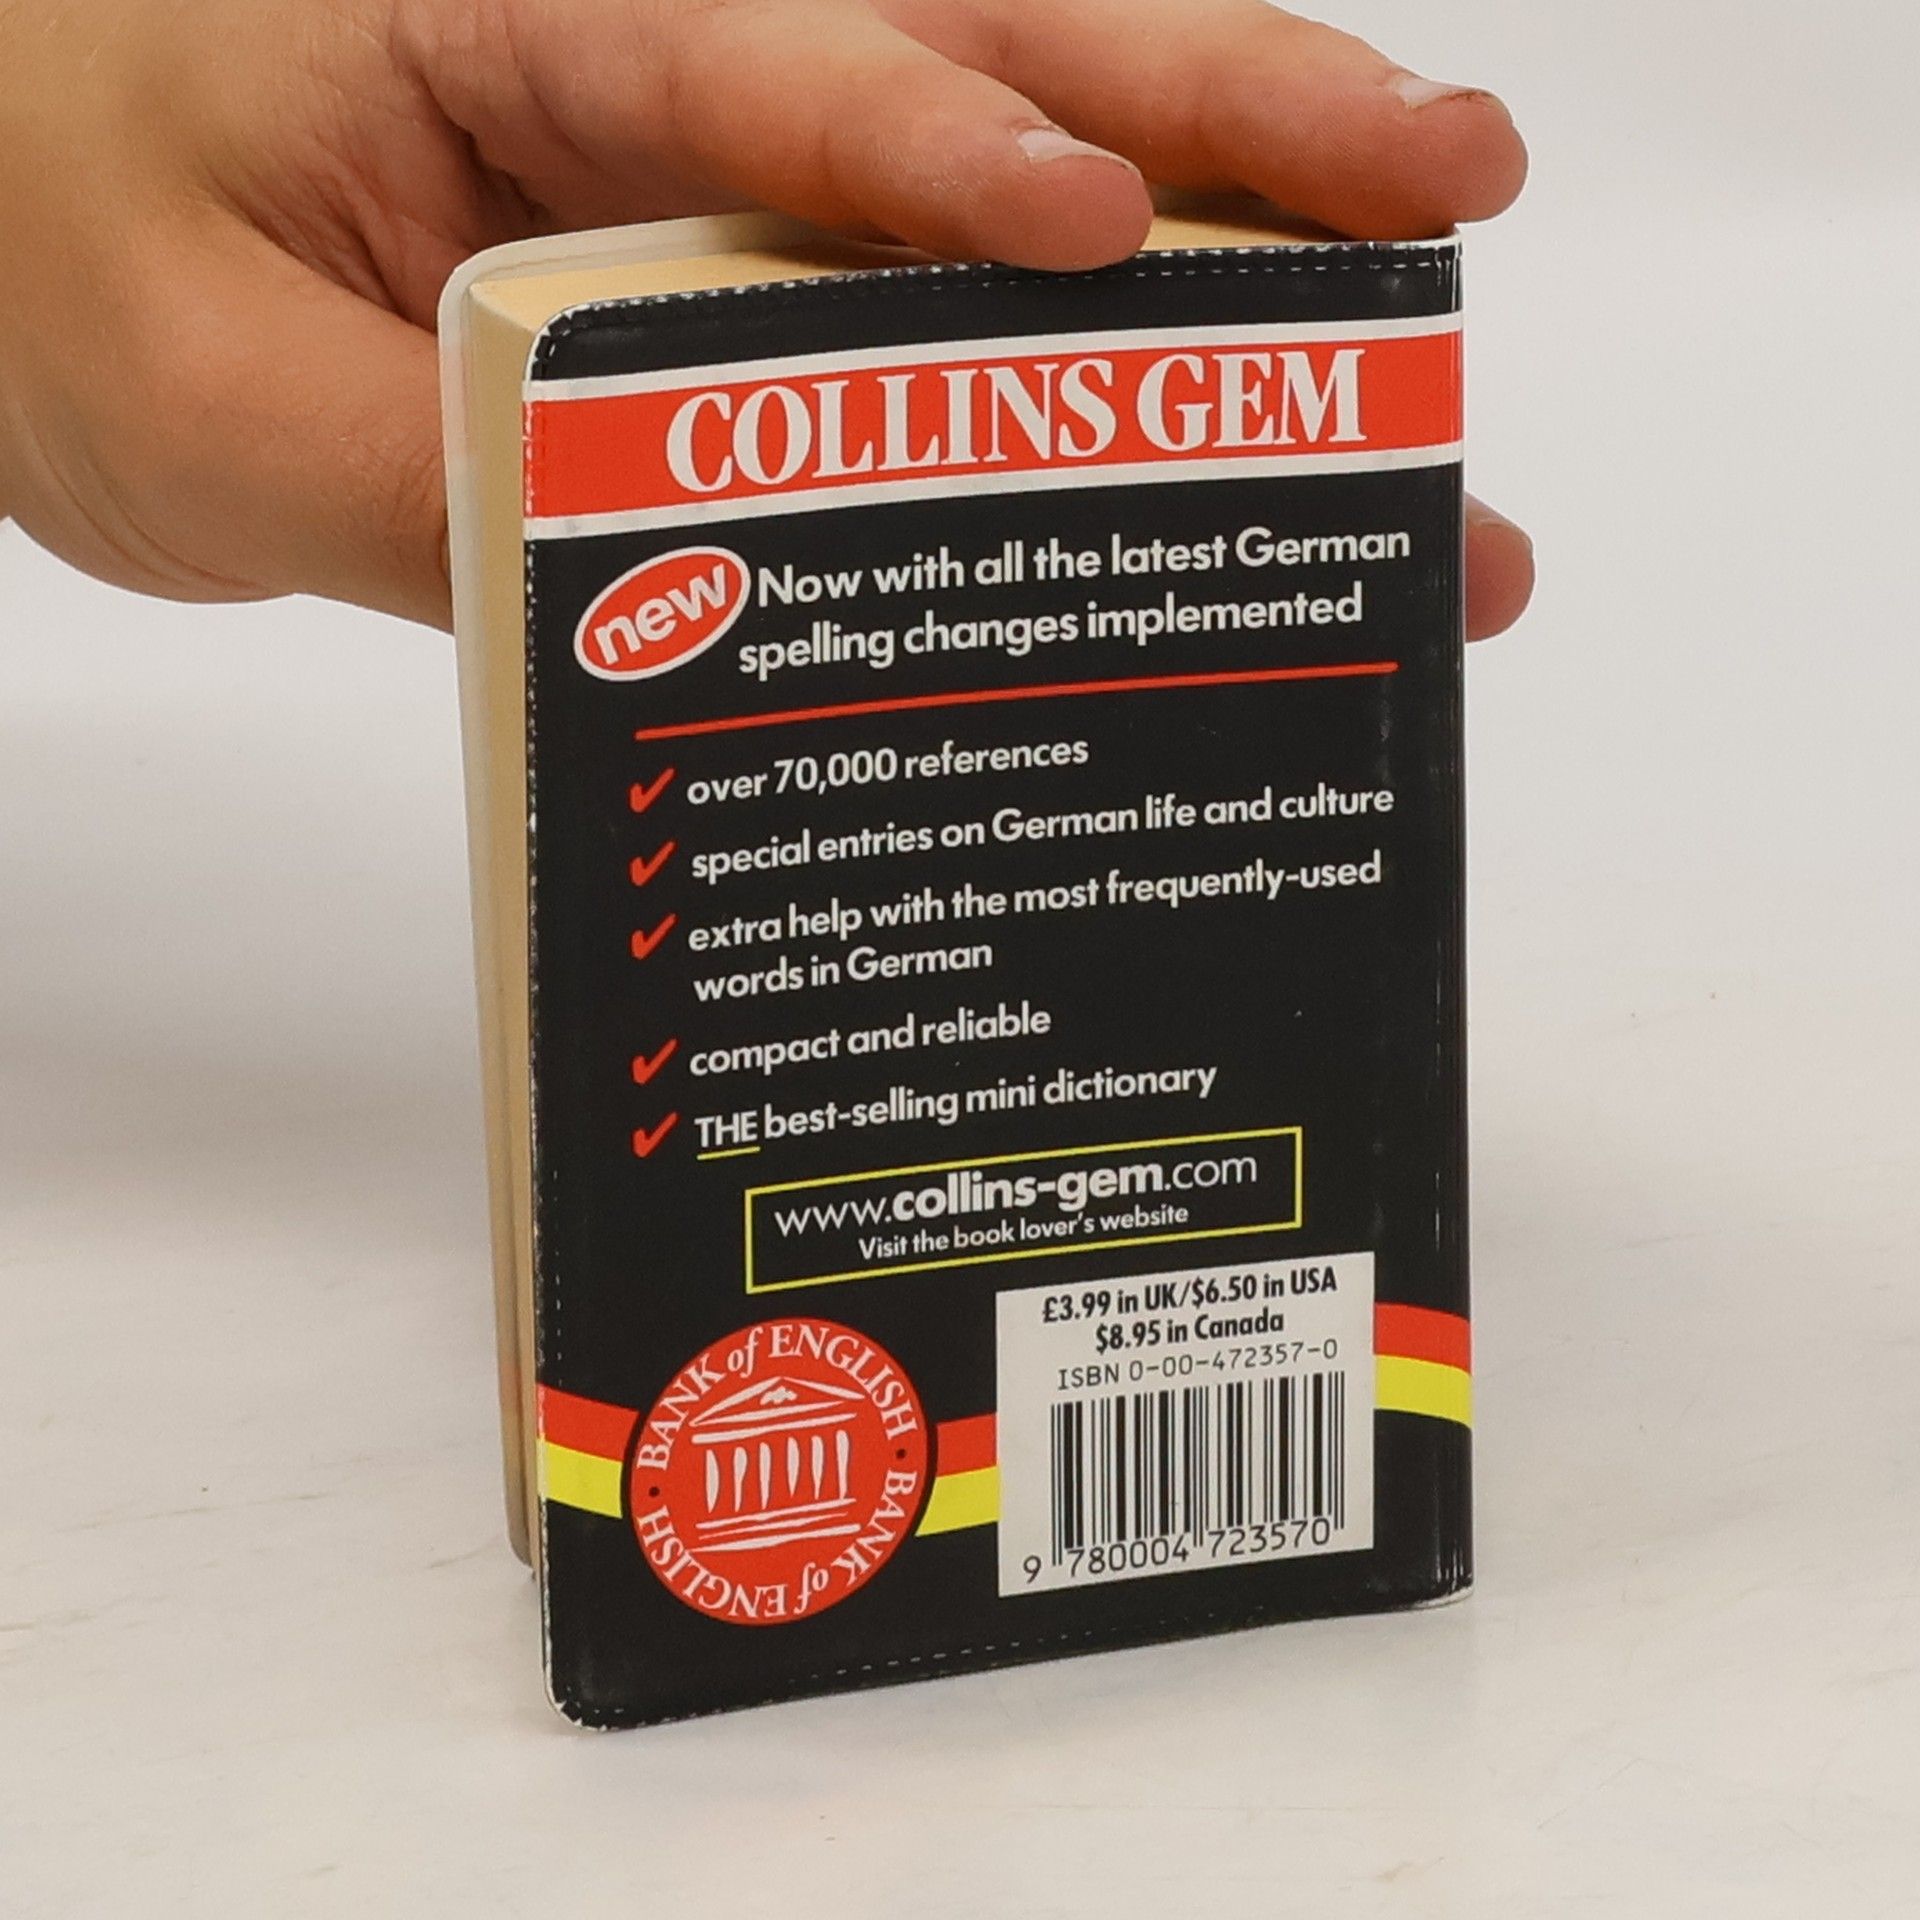 COLLINS GEM
new Now with all the latest German
spelling changes implemented
✓ over 70,000 references
✓ special entries on German life and culture
✓ extra help with the most frequently-used
words in German
✓ compact and reliable
✓ THE best-selling mini dictionary
www.collins-gem.com
Visit the book lover's website
£3.99 in UK/$6.50 in USA
$8.95 in Canada
ISBN 0-00-472357-0
9 780004 723570
BANK of ENGLISH · BANK of ENGLISH ·